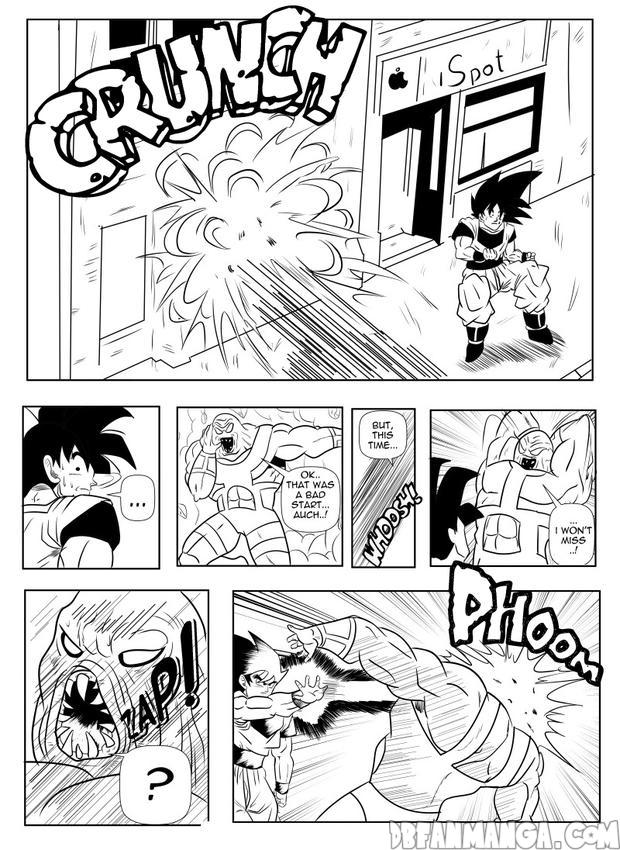 CRUNCH
iSpot
...
OK..
THAT WAS
A BAD
START...
AUCH..!
BUT,
THIS
TIME...
WHOOSH!
...
I WON'T
MISS
..!
ZAP!
?
PHOOM
DBFANMANGA.COM